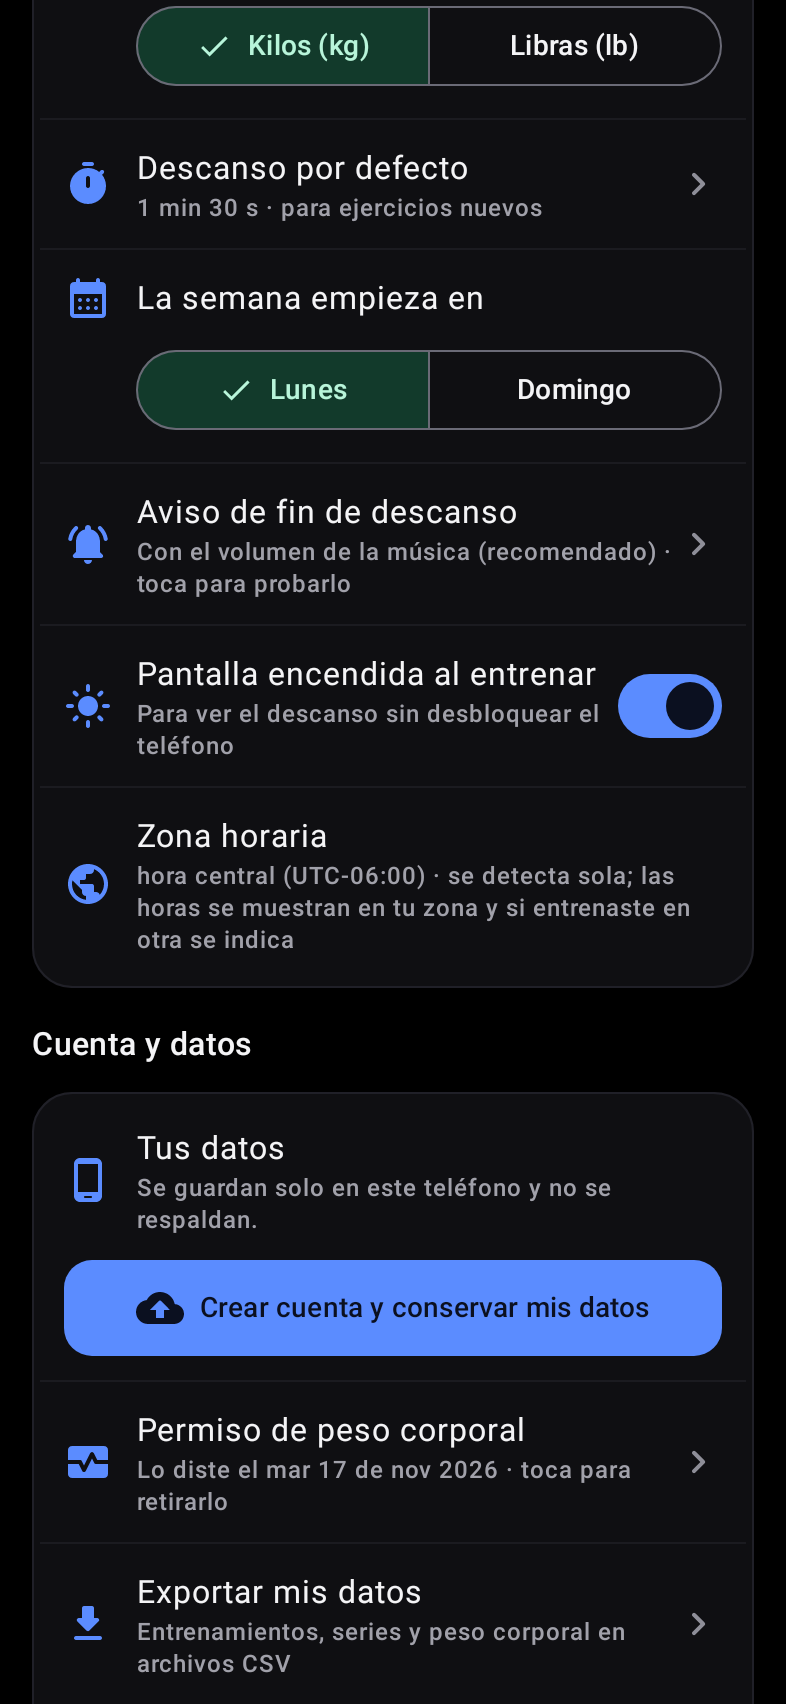 Kilos (kg)
Libras (lb)
Descanso por defecto
1 min 30 s · para ejercicios nuevos
La semana empieza en
Lunes
Domingo
Aviso de fin de descanso
Con el volumen de la música (recomendado) ·
toca para probarlo
Pantalla encendida al entrenar
Para ver el descanso sin desbloquear el
teléfono
Zona horaria
hora central (UTC-06:00) · se detecta sola; las
horas se muestran en tu zona y si entrenaste en
otra se indica
Cuenta y datos
Tus datos
Se guardan solo en este teléfono y no se
respaldan.
Crear cuenta y conservar mis datos
Permiso de peso corporal
Lo diste el mar 17 de nov 2026 · toca para
retirarlo
Exportar mis datos
Entrenamientos, series y peso corporal en
archivos CSV